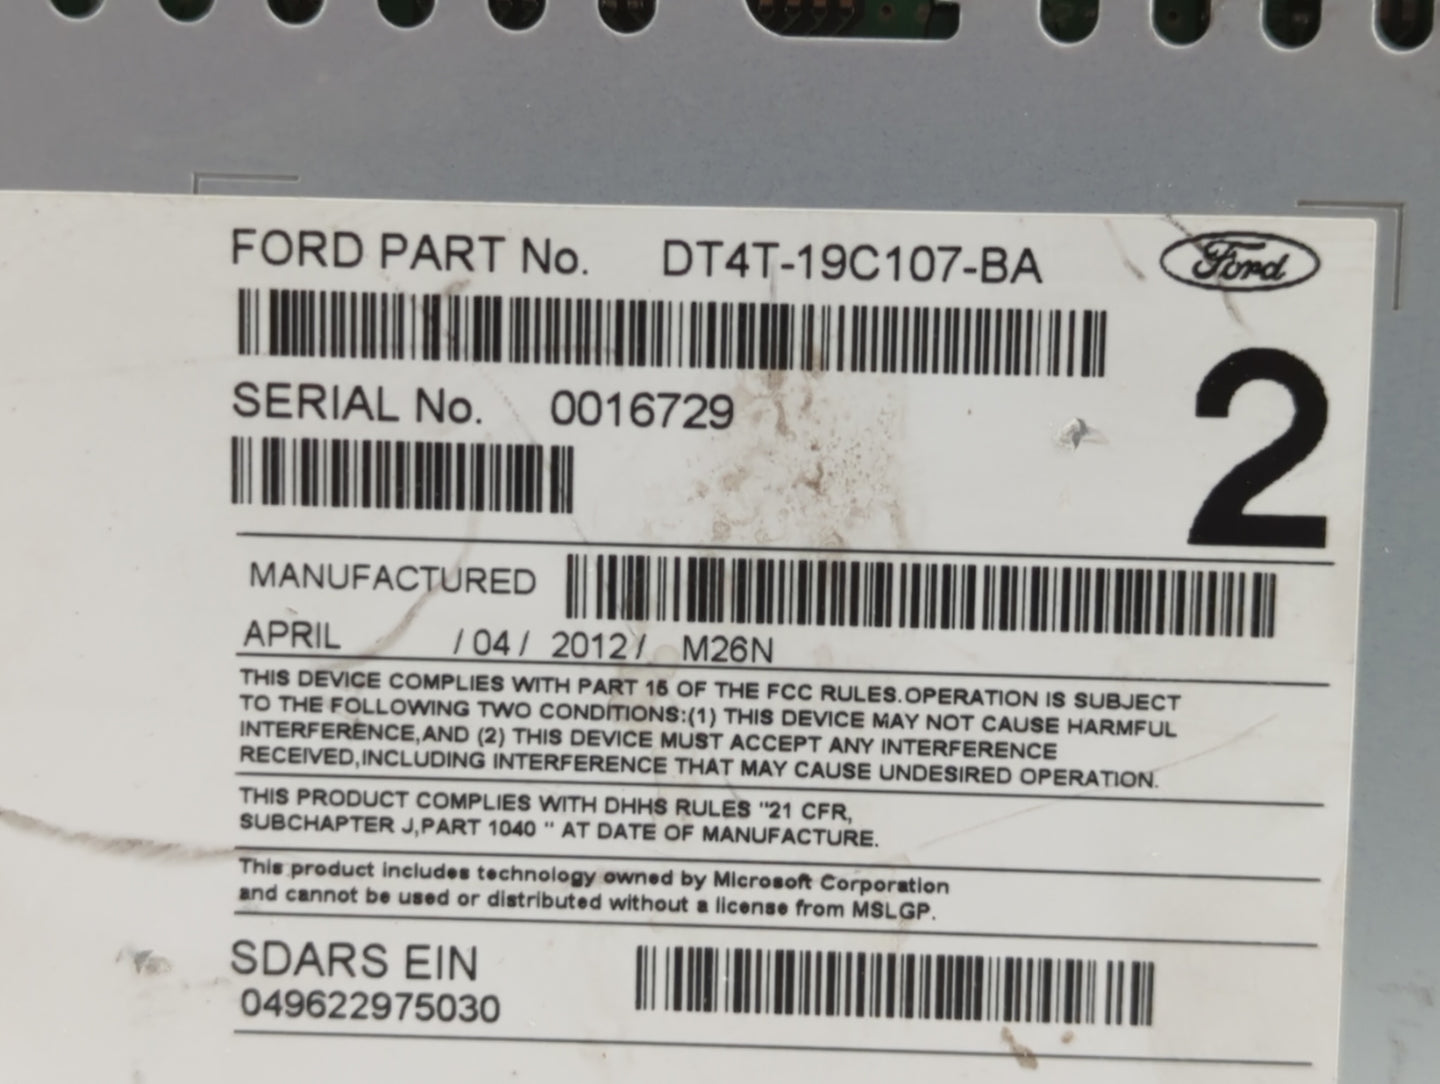 FORD PART No. DT4T-19C107-BA Ford
SERIAL No. 0016729
2
MANUFACTURED
APRIL / 04 / 2012 / M26N
THIS DEVICE COMPLIES WITH PART 15 OF THE FCC RULES.OPERATION IS SUBJECT
TO THE FOLLOWING TWO CONDITIONS:(1) THIS DEVICE MAY NOT CAUSE HARMFUL
INTERFERENCE,AND (2) THIS DEVICE MUST ACCEPT ANY INTERFERENCE
RECEIVED,INCLUDING INTERFERENCE THAT MAY CAUSE UNDESIRED OPERATION.
THIS PRODUCT COMPLIES WITH DHHS RULES "21 CFR,
SUBCHAPTER J,PART 1040 " AT DATE OF MANUFACTURE.
This product includes technology owned by Microsoft Corporation
and cannot be used or distributed without a license from MSLGP.
SDARS EIN
049622975030